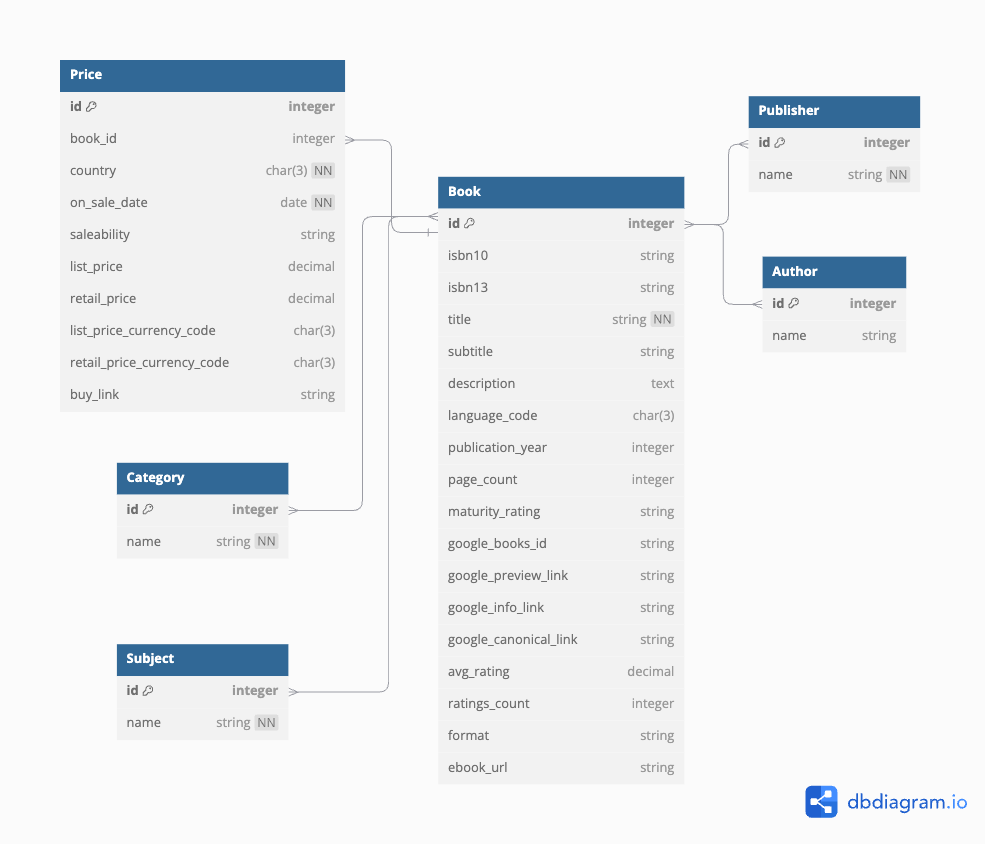 Price
id integer
book_id integer
country char(3) NN
on_sale_date date NN
saleability string
list_price decimal
retail_price decimal
list_price_currency_code char(3)
retail_price_currency_code char(3)
buy_link string
Category
id integer
name string NN
Subject
id integer
name string NN
Book
id integer
isbn10 string
isbn13 string
title string NN
subtitle string
description text
language_code char(3)
publication_year integer
page_count integer
maturity_rating string
google_books_id string
google_preview_link string
google_info_link string
google_canonical_link string
avg_rating decimal
ratings_count integer
format string
ebook_url string
Publisher
id integer
name string NN
Author
id integer
name string
dbdiagram.io